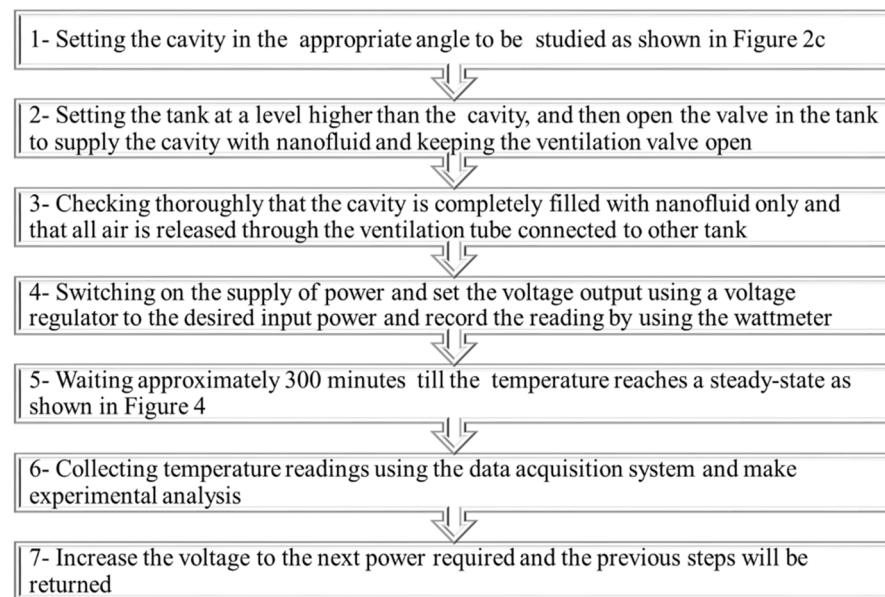 1- Setting the cavity in the appropriate angle to be studied as shown in Figure 2c
2- Setting the tank at a level higher than the cavity, and then open the valve in the tank
to supply the cavity with nanofluid and keeping the ventilation valve open
3- Checking thoroughly that the cavity is completely filled with nanofluid only and
that all air is released through the ventilation tube connected to other tank
4- Switching on the supply of power and set the voltage output using a voltage
regulator to the desired input power and record the reading by using the wattmeter
5- Waiting approximately 300 minutes till the temperature reaches a steady-state as
shown in Figure 4
6- Collecting temperature readings using the data acquisition system and make
experimental analysis
7- Increase the voltage to the next power required and the previous steps will be
returned